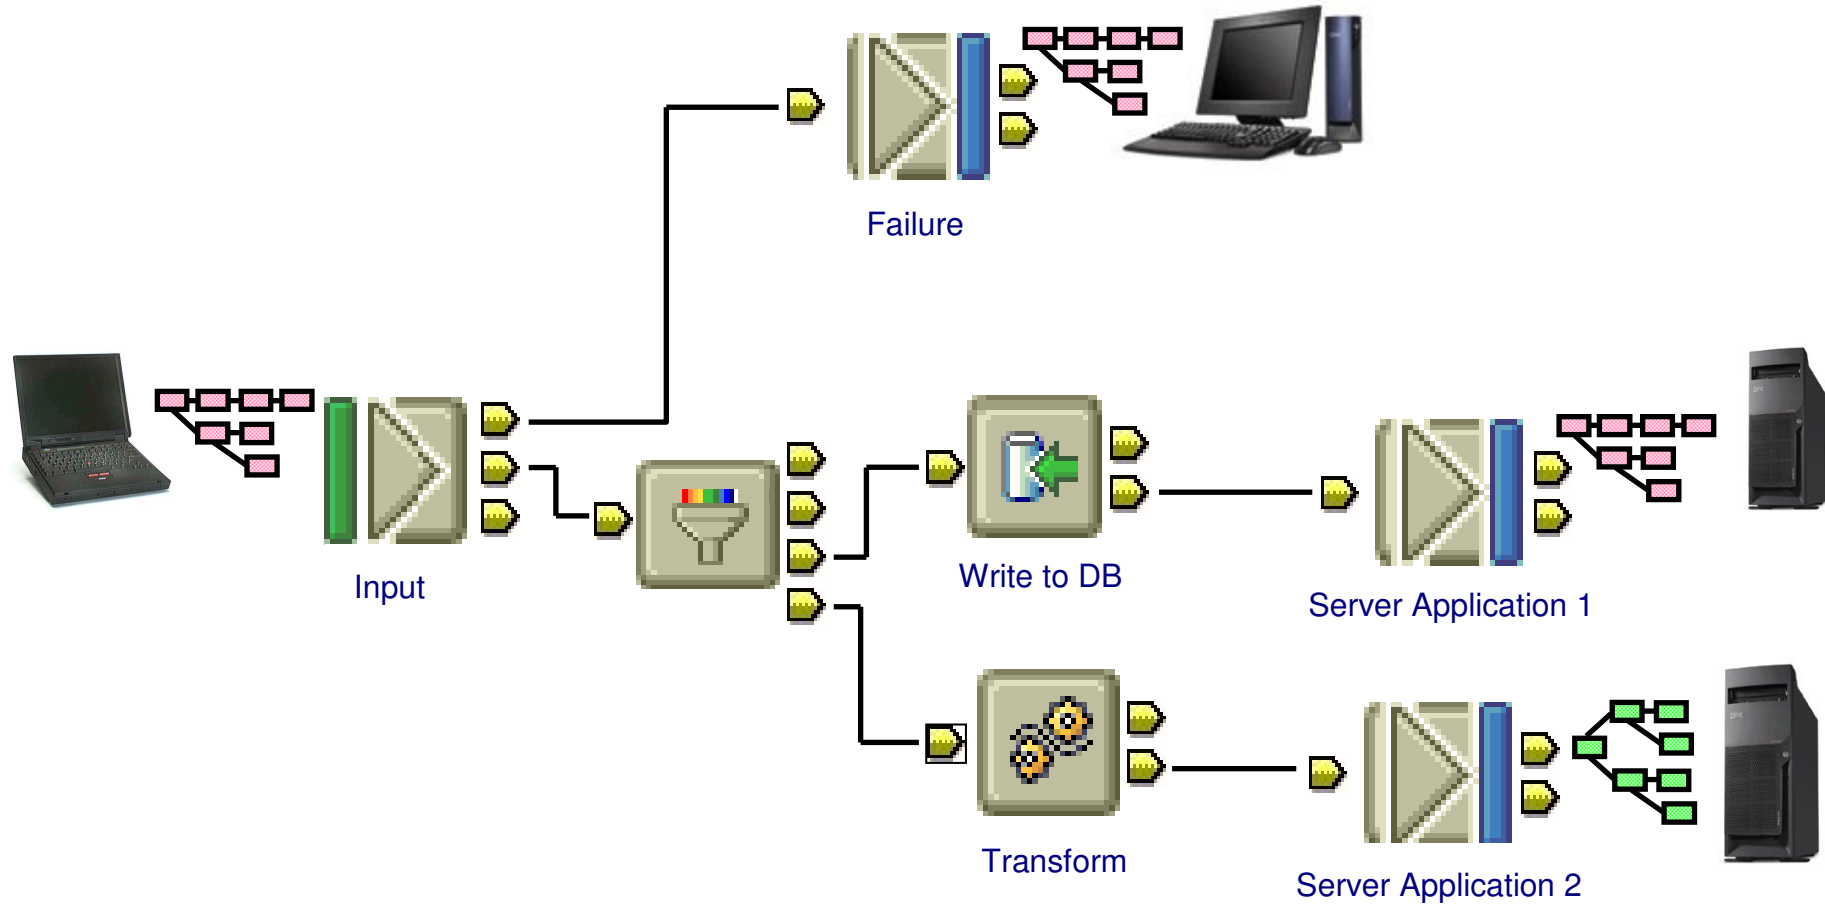 Failure
Input
Write to DB
Server Application 1
Transform
Server Application 2